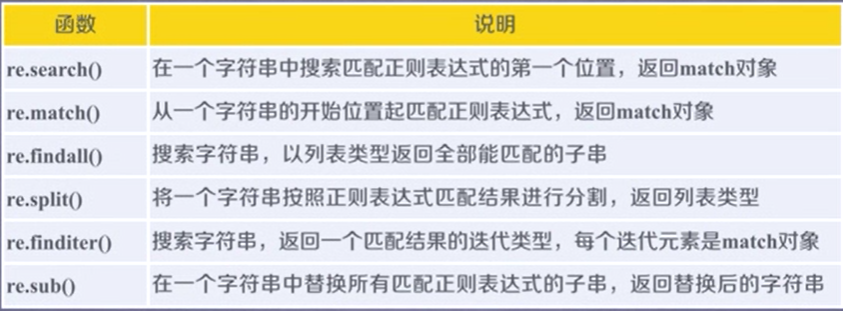 函数 说明
re.search() 在一个字符串中搜索匹配正则表达式的第一个位置，返回match对象
re.match() 从一个字符串的开始位置起匹配正则表达式，返回match对象
re.findall() 搜索字符串，以列表类型返回全部能匹配的子串
re.split() 将一个字符串按照正则表达式匹配结果进行分割，返回列表类型
re.finditer() 搜索字符串，返回一个匹配结果的迭代类型，每个迭代元素是match对象
re.sub() 在一个字符串中替换所有匹配正则表达式的子串，返回替换后的字符串